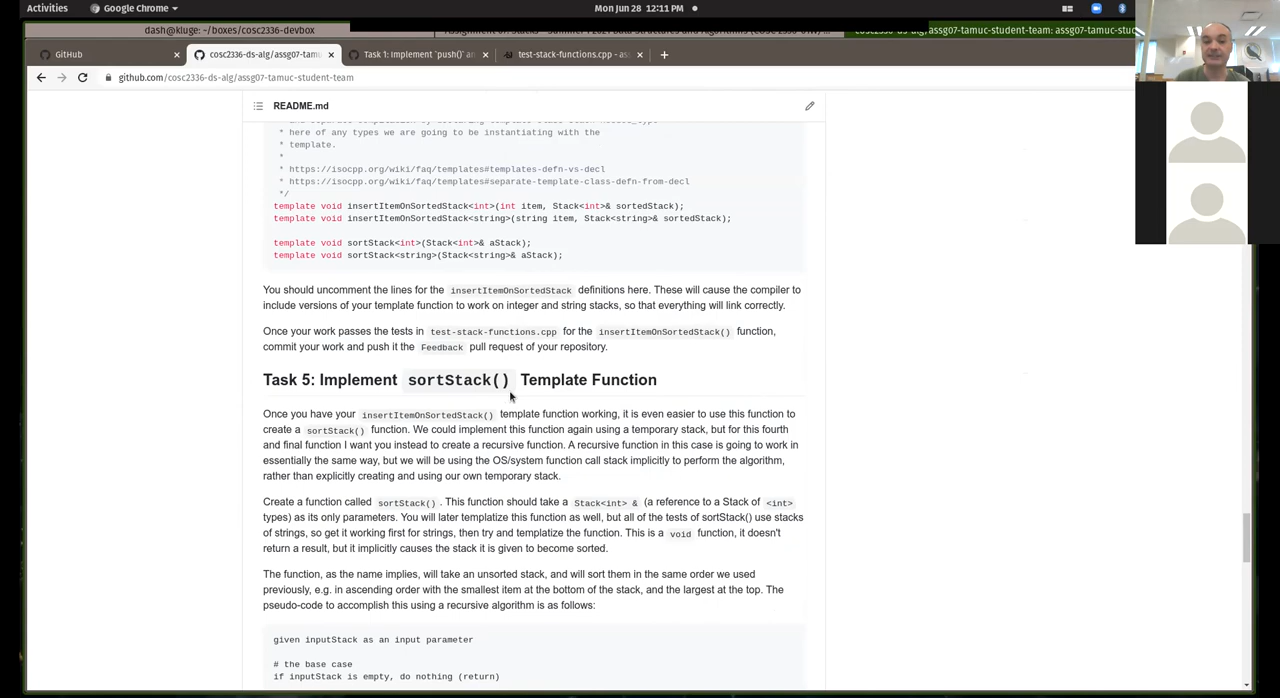 Activities
Google Chrome
Mon Jun 28 12:11 PM
dash@kluge: ~/boxes/cosc2336-devbox
cosc2336-ds-alg/assg07-tamuc-student-team: assg07-tamuc-stu
GitHub
cosc2336-ds-alg/assg07-tamu
Task 1: Implement `push()` an
test-stack-functions.cpp - as
github.com/cosc2336-ds-alg/assg07-tamuc-student-team
README.md
* here of any types we are going to be instantiating with the
* template.
*
* https://isocpp.org/wiki/faq/templates#templates-defn-vs-decl
* https://isocpp.org/wiki/faq/templates#separate-template-class-defn-from-decl
*/
template void insertItemOnSortedStack<int>(int item, Stack<int>& sortedStack);
template void insertItemOnSortedStack<string>(string item, Stack<string>& sortedStack);
template void sortStack<int>(Stack<int>& aStack);
template void sortStack<string>(Stack<string>& aStack);
You should uncomment the lines for the insertItemOnSortedStack definitions here. These will cause the compiler to
include versions of your template function to work on integer and string stacks, so that everything will link correctly.
Once your work passes the tests in test-stack-functions.cpp for the insertItemOnSortedStack() function,
commit your work and push it the Feedback pull request of your repository.
Task 5: Implement sortStack() Template Function
Once you have your insertItemOnSortedStack() template function working, it is even easier to use this function to
create a sortStack() function. We could implement this function again using a temporary stack, but for this fourth
and final function I want you instead to create a recursive function. A recursive function in this case is going to work in
essentially the same way, but we will be using the OS/system function call stack implicitly to perform the algorithm,
rather than explicitly creating and using our own temporary stack.
Create a function called sortStack(). This function should take a Stack<int> & (a reference to a Stack of <int>
types) as its only parameters. You will later templatize this function as well, but all of the tests of sortStack() use stacks
of strings, so get it working first for strings, then try and templatize the function. This is a void function, it doesn't
return a result, but it implicitly causes the stack it is given to become sorted.
The function, as the name implies, will take an unsorted stack, and will sort them in the same order we used
previously, e.g. in ascending order with the smallest item at the bottom of the stack, and the largest at the top. The
pseudo-code to accomplish this using a recursive algorithm is as follows:
given inputStack as an input parameter
# the base case
if inputStack is empty, do nothing (return)